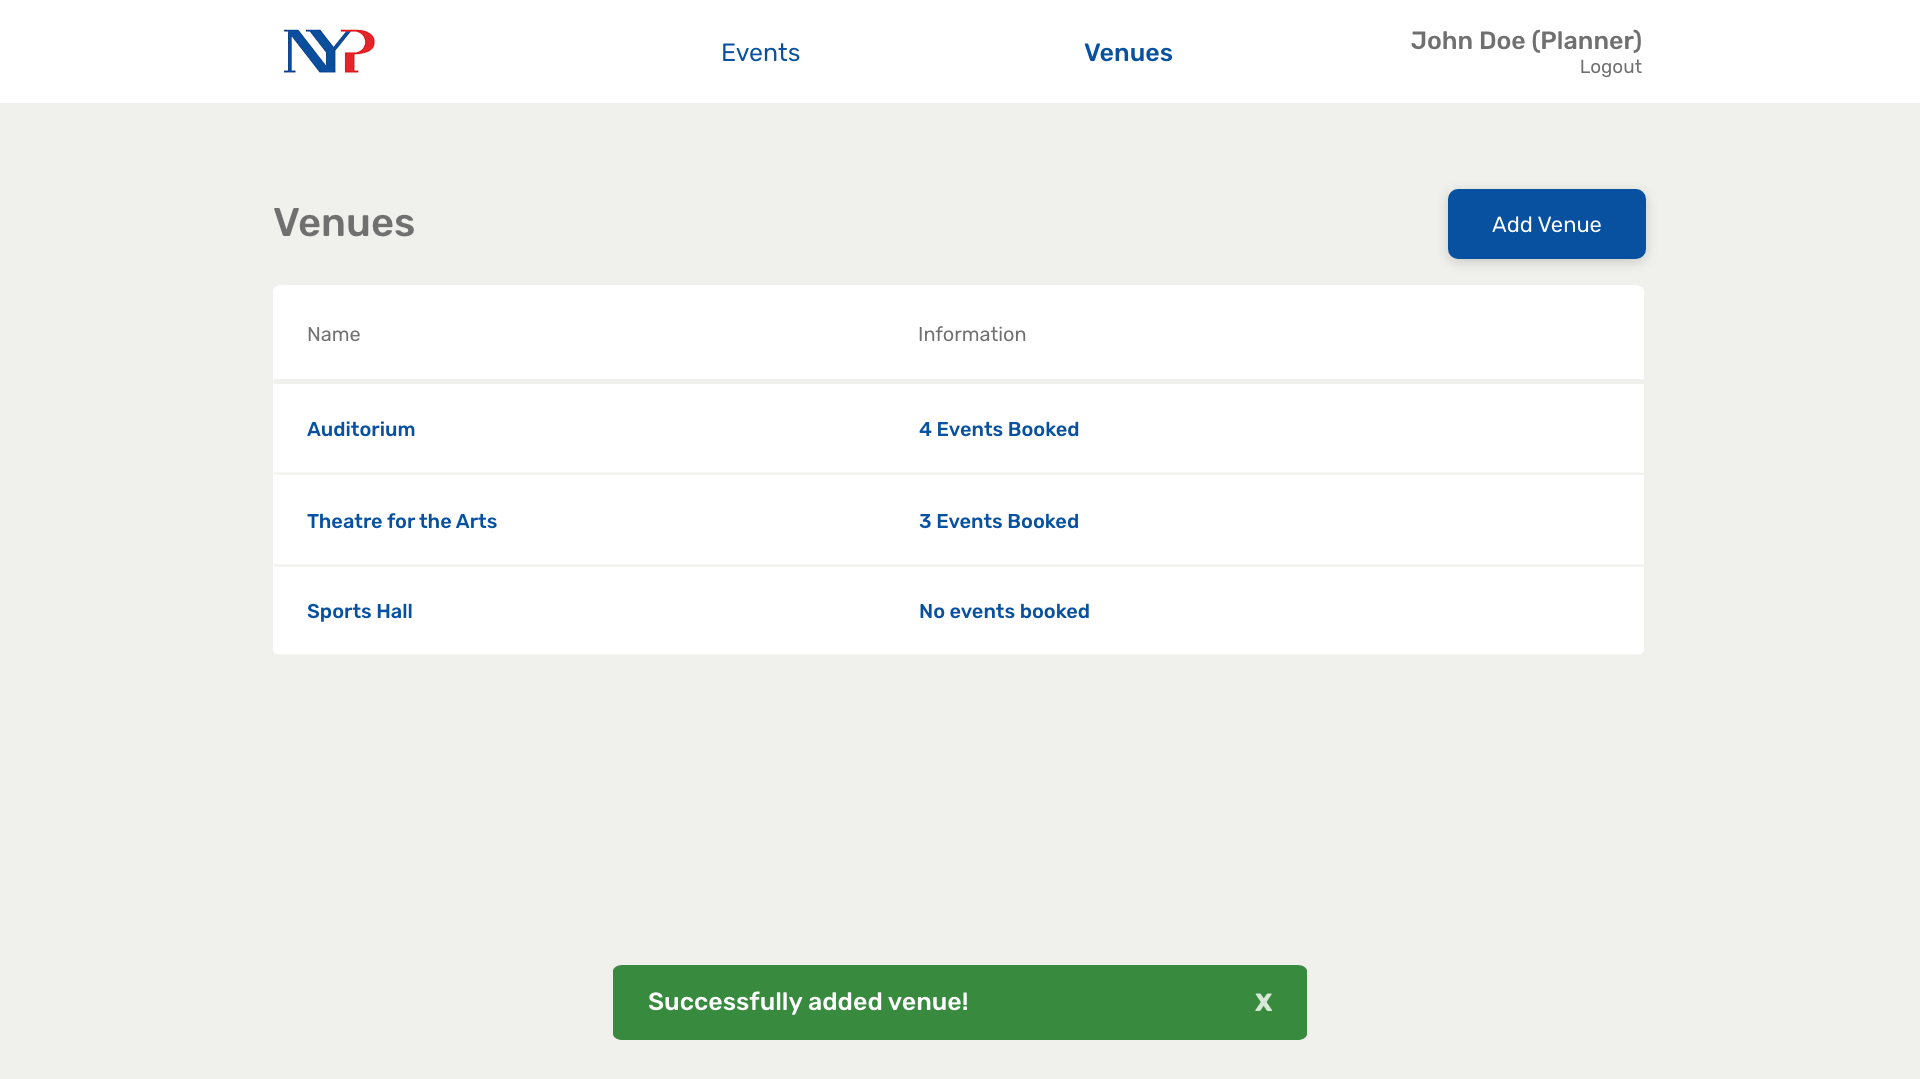 NYP
Events
Venues
John Doe (Planner)
Logout
Venues
Add Venue
Name
Information
Auditorium
4 Events Booked
Theatre for the Arts
3 Events Booked
Sports Hall
No events booked
Successfully added venue!
X